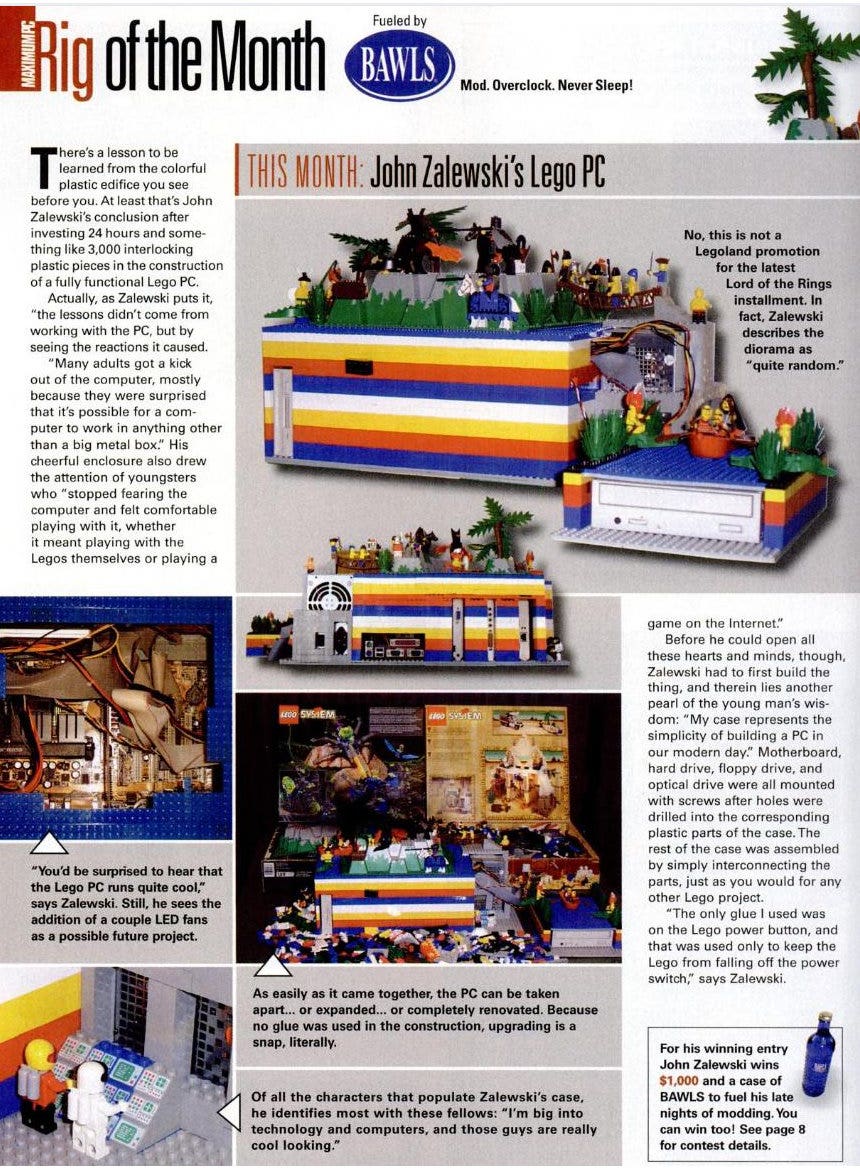 MAXIMUMPC
Rig of the Month
Fueled by
BAWLS
Mod. Overclock. Never Sleep!
There's a lesson to be
learned from the colorful
plastic edifice you see
before you. At least that's John
Zalewski's conclusion after
investing 24 hours and some-
thing like 3,000 interlocking
plastic pieces in the construction
of a fully functional Lego PC.
Actually, as Zalewski puts it,
"the lessons didn't come from
working with the PC, but by
seeing the reactions it caused.
"Many adults got a kick
out of the computer, mostly
because they were surprised
that it's possible for a com-
puter to work in anything other
than a big metal box." His
cheerful enclosure also drew
the attention of youngsters
who "stopped fearing the
computer and felt comfortable
playing with it, whether
it meant playing with the
Legos themselves or playing a
THIS MONTH: John Zalewski's Lego PC
No, this is not a
Legoland promotion
for the latest
Lord of the Rings
installment. In
fact, Zalewski
describes the
diorama as
"quite random."
game on the Internet."
Before he could open all
these hearts and minds, though,
Zalewski had to first build the
thing, and therein lies another
pearl of the young man's wis-
dom: "My case represents the
simplicity of building a PC in
our modern day." Motherboard,
hard drive, floppy drive, and
optical drive were all mounted
with screws after holes were
drilled into the corresponding
plastic parts of the case. The
rest of the case was assembled
by simply interconnecting the
parts, just as you would for any
other Lego project.
"The only glue I used was
on the Lego power button, and
that was used only to keep the
Lego from falling off the power
switch," says Zalewski.
LEGO SYSTEM
LEGO SYSTEM
"You'd be surprised to hear that
the Lego PC runs quite cool,"
says Zalewski. Still, he sees the
addition of a couple LED fans
as a possible future project.
As easily as it came together, the PC can be taken
apart... or expanded... or completely renovated. Because
no glue was used in the construction, upgrading is a
snap, literally.
Of all the characters that populate Zalewski's case,
he identifies most with these fellows: "I'm big into
technology and computers, and those guys are really
cool looking."
For his winning entry
John Zalewski wins
$1,000 and a case of
BAWLS to fuel his late
nights of modding. You
can win too! See page 8
for contest details.